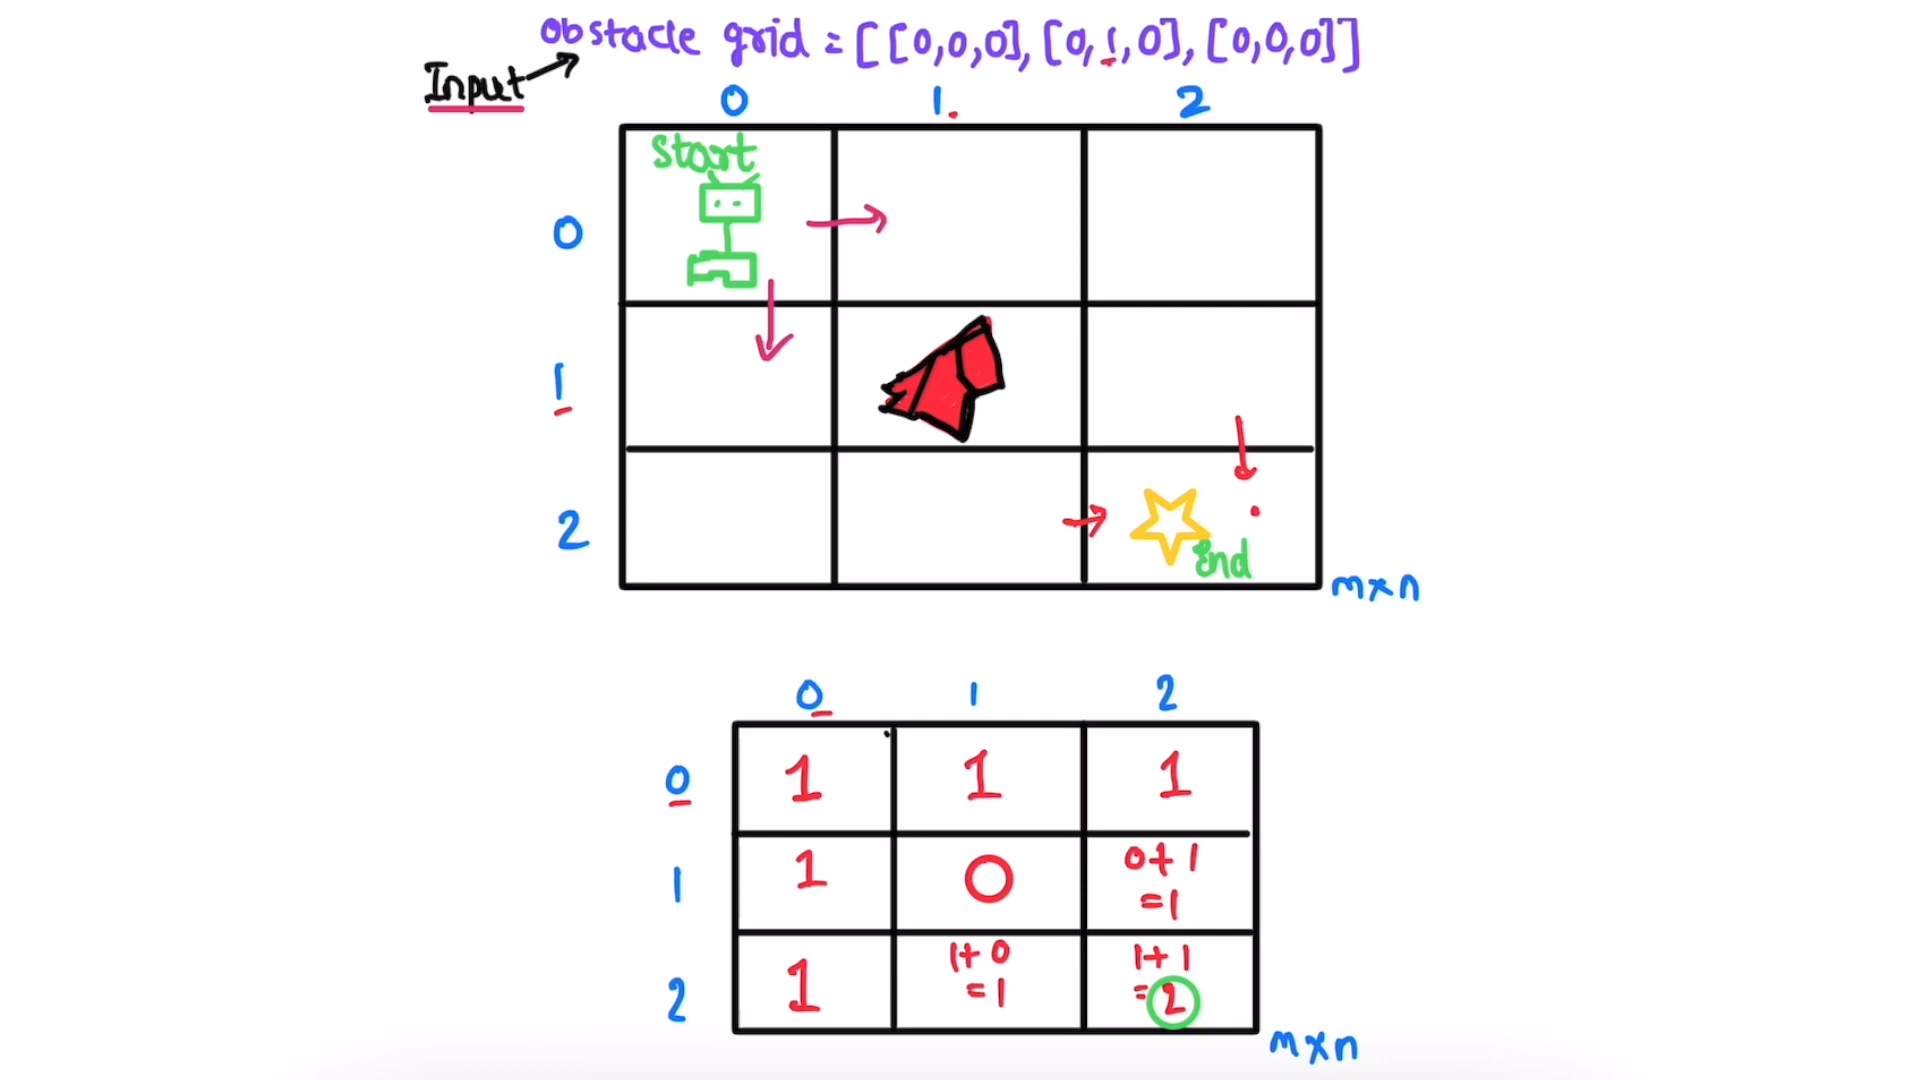 Obstacle grid = [[0,0,0],[0,1,0],[0,0,0]]
Input
0 1 2
Start
0
1
2
End
m×n
0 1 2
0 1 1 1
1 1 0 0+1
=1
2 1 1+0 1+1
=1 =2
m×n